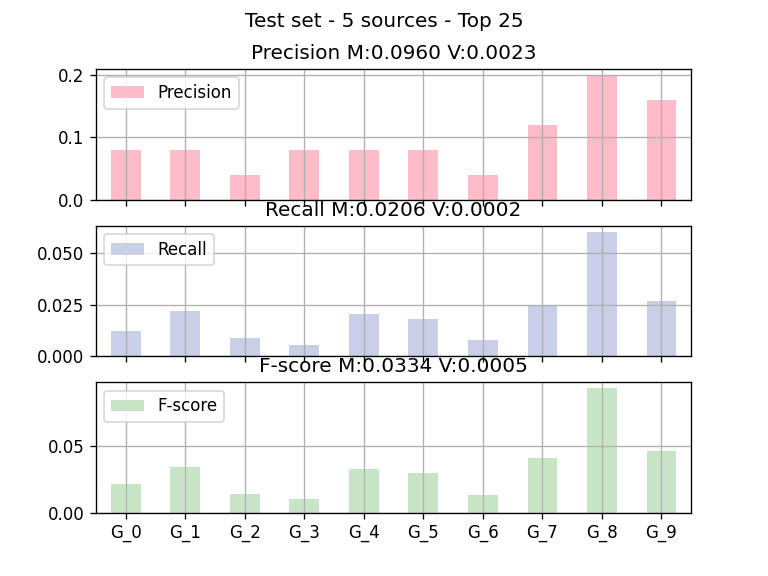 Test set - 5 sources - Top 25
Precision M:0.0960 V:0.0023
0.2
0.1
0.0
Precision
Recall M:0.0206 V:0.0002
0.050
0.025
0.000
Recall
F-score M:0.0334 V:0.0005
0.05
0.00
F-score
G_0 G_1 G_2 G_3 G_4 G_5 G_6 G_7 G_8 G_9